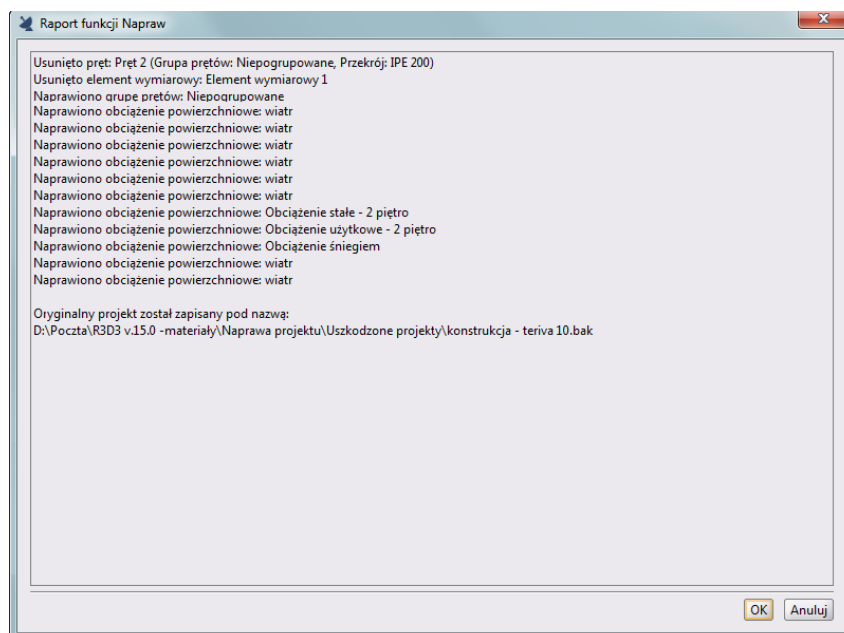 Raport funkcji Napraw
Usunięto pręt: Pręt 2 (Grupa prętów: Niepogrupowane, Przekrój: IPE 200)
Usunięto element wymiarowy: Element wymiarowy 1
Naprawiono grupe prętów: Niepogrupowane
Naprawiono obciążenie powierzchniowe: wiatr
Naprawiono obciążenie powierzchniowe: wiatr
Naprawiono obciążenie powierzchniowe: wiatr
Naprawiono obciążenie powierzchniowe: wiatr
Naprawiono obciążenie powierzchniowe: wiatr
Naprawiono obciążenie powierzchniowe: wiatr
Naprawiono obciążenie powierzchniowe: Obciążenie stałe - 2 piętro
Naprawiono obciążenie powierzchniowe: Obciążenie użytkowe - 2 piętro
Naprawiono obciążenie powierzchniowe: Obciążenie śniegiem
Naprawiono obciążenie powierzchniowe: wiatr
Naprawiono obciążenie powierzchniowe: wiatr
Oryginalny projekt został zapisany pod nazwą:
D:\Poczta\R3D3 v.15.0 -materiały\Naprawa projektu\Uszkodzone projekty\konstrukcja - teriva 10.bak
OK Anuluj